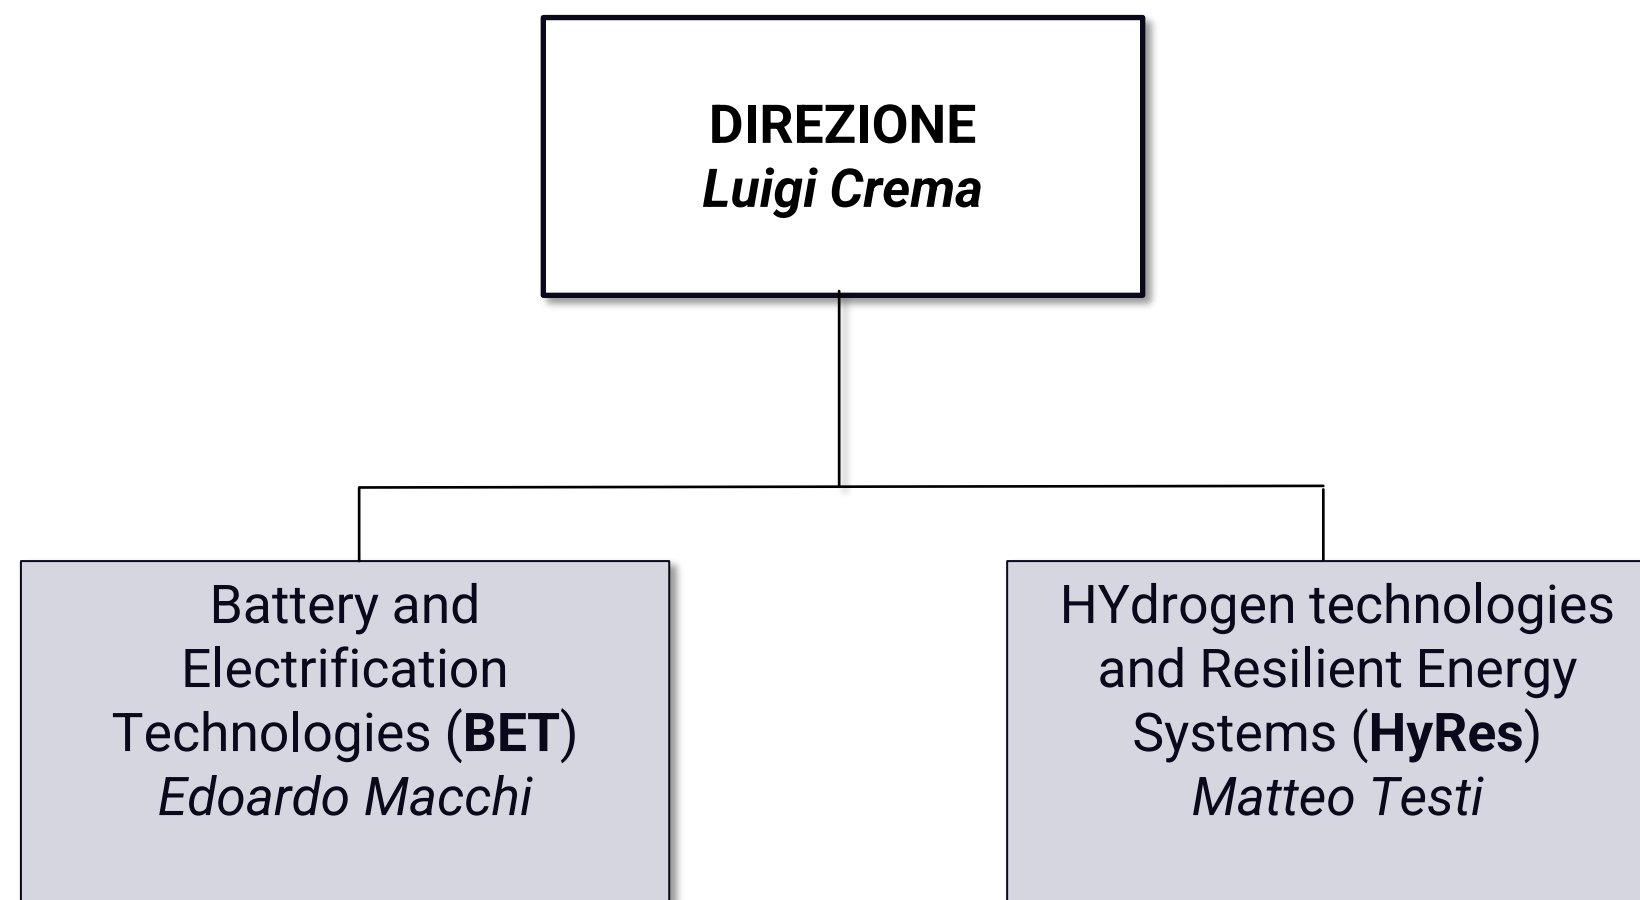 DIREZIONE
Luigi Crema
Battery and
Electrification
Technologies (BET)
Edoardo Macchi
HYdrogen technologies
and Resilient Energy
Systems (HyRes)
Matteo Testi